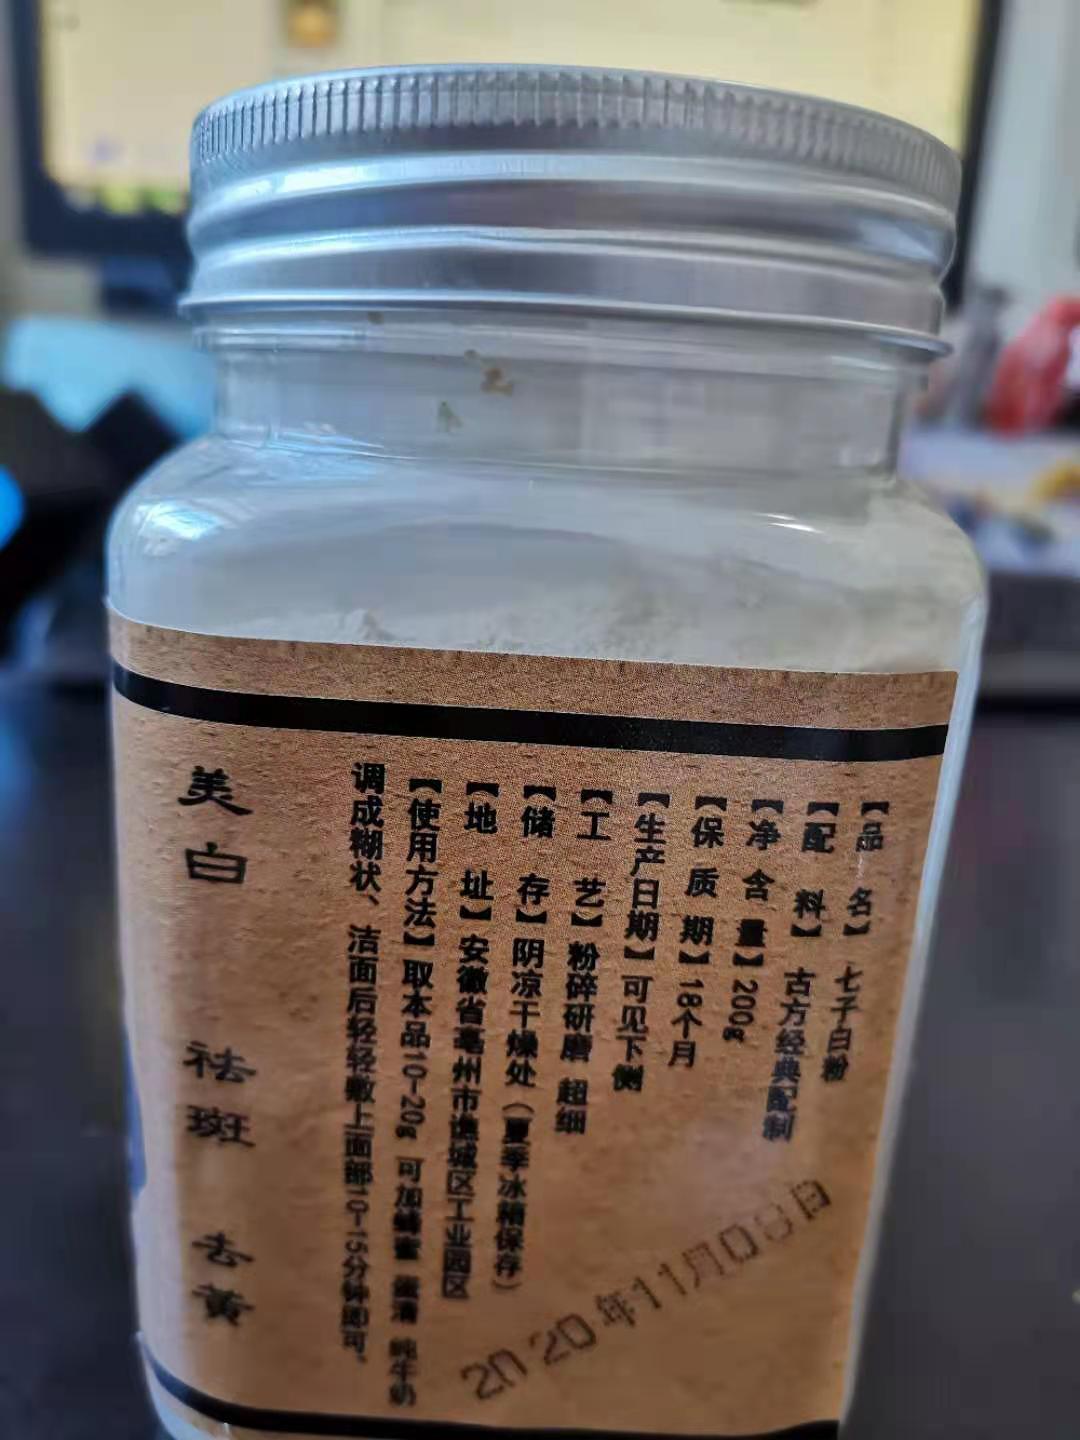 【品 名】七子白粉
【配 料】古方经典配制
【净 含 量】200g
【保 质 期】18个月
【生产日期】可见下侧
【工 艺】粉碎研磨 超细
【储 存】阴凉干燥处（夏季冰箱保存）
【地 址】安徽省亳州市谯城区工业园区
【使用方法】取本品10-20g 可加蜂蜜 蛋清 纯牛奶
调成糊状、洁面后轻轻敷上面部10-15分钟即可。
美白 祛斑 去黄
2020年11月03日